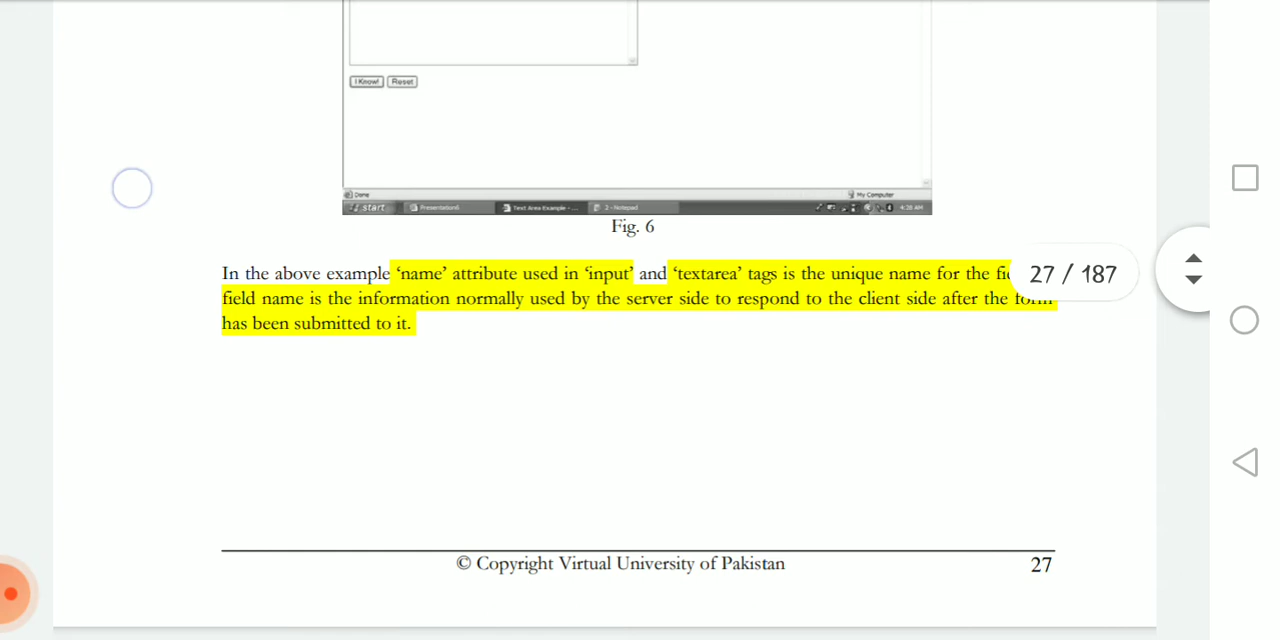 I Know! Reset
Done My Computer
start Presentation6 Text Area Example - ... 2 - Notepad 4:28 AM
Fig. 6
In the above example ‘name’ attribute used in ‘input’ and ‘textarea’ tags is the unique name for the
27 / 187
field name is the information normally used by the server side to respond to the client side after the form
has been submitted to it.
© Copyright Virtual University of Pakistan 27